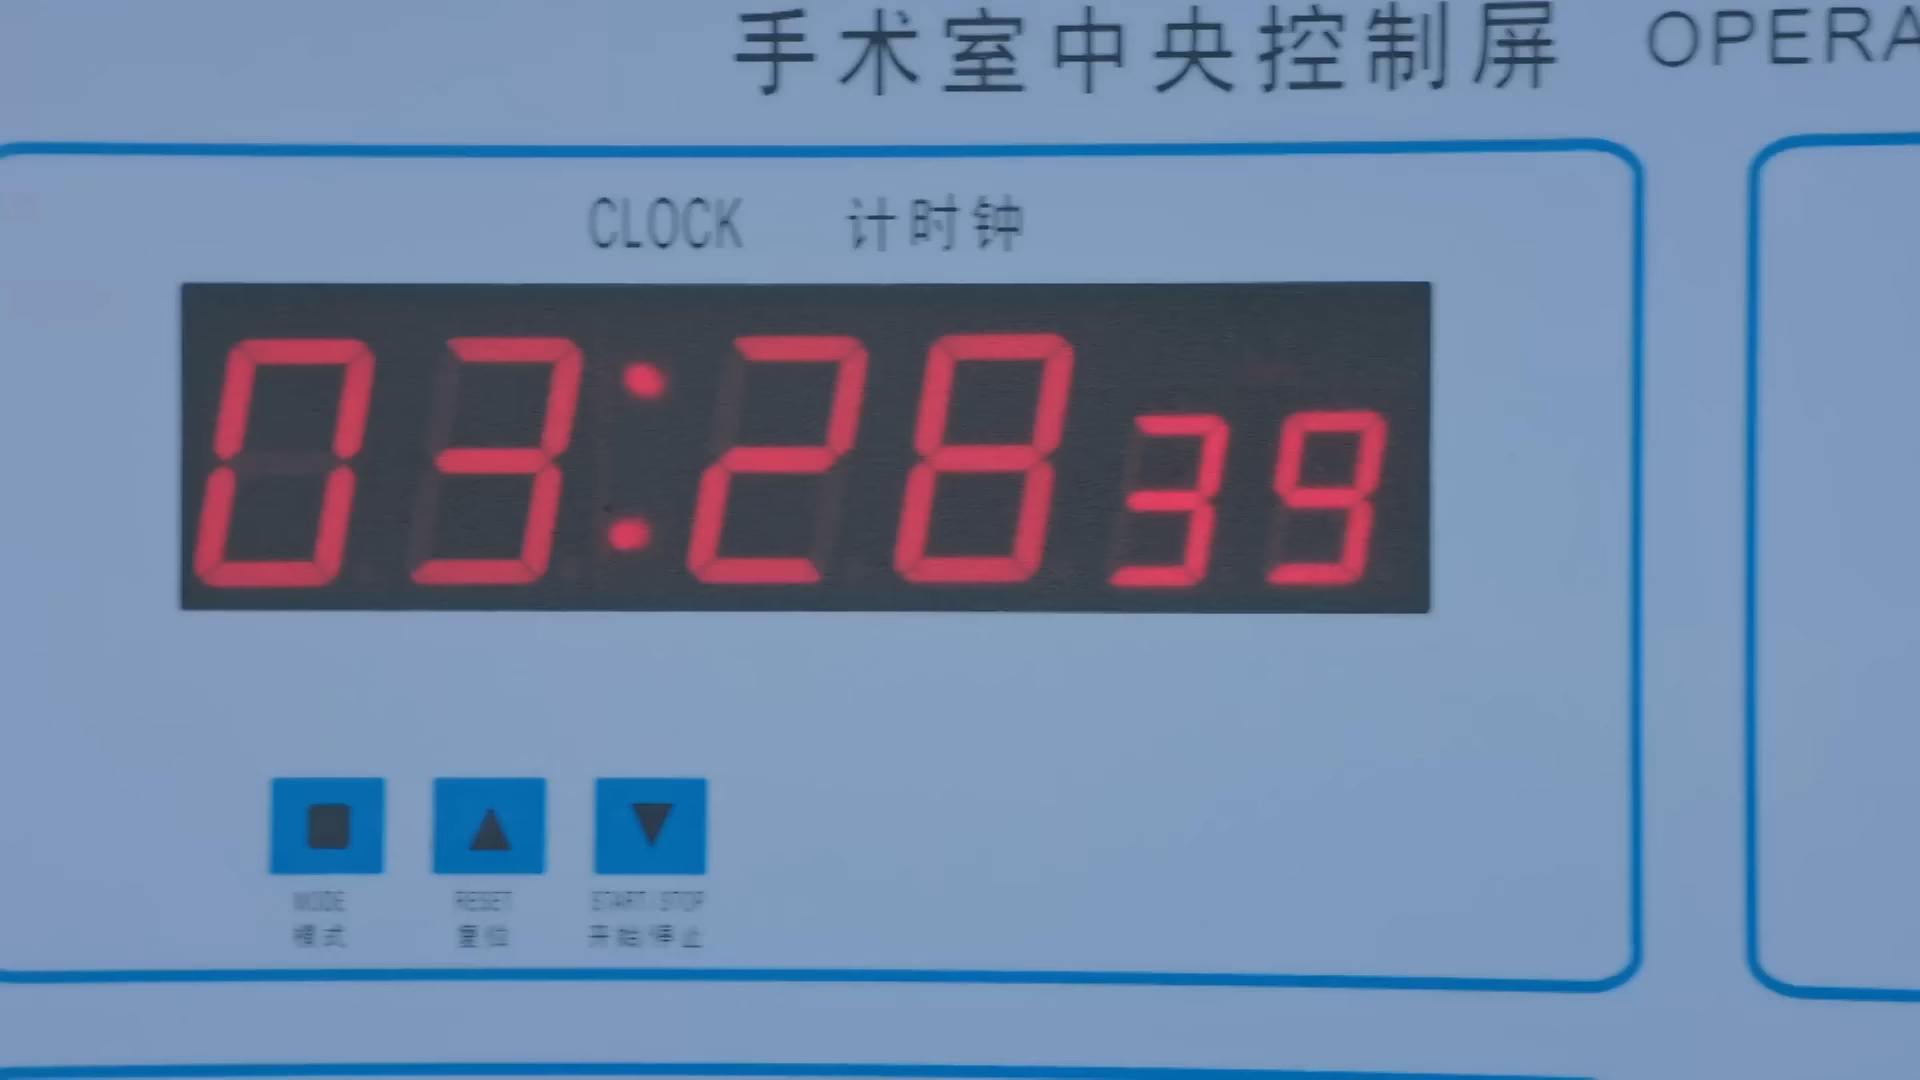 手术室中央控制屏 OPERA
CLOCK 计时钟
03:28 39
MODE RESET START/STOP
模式 复位 开始/停止